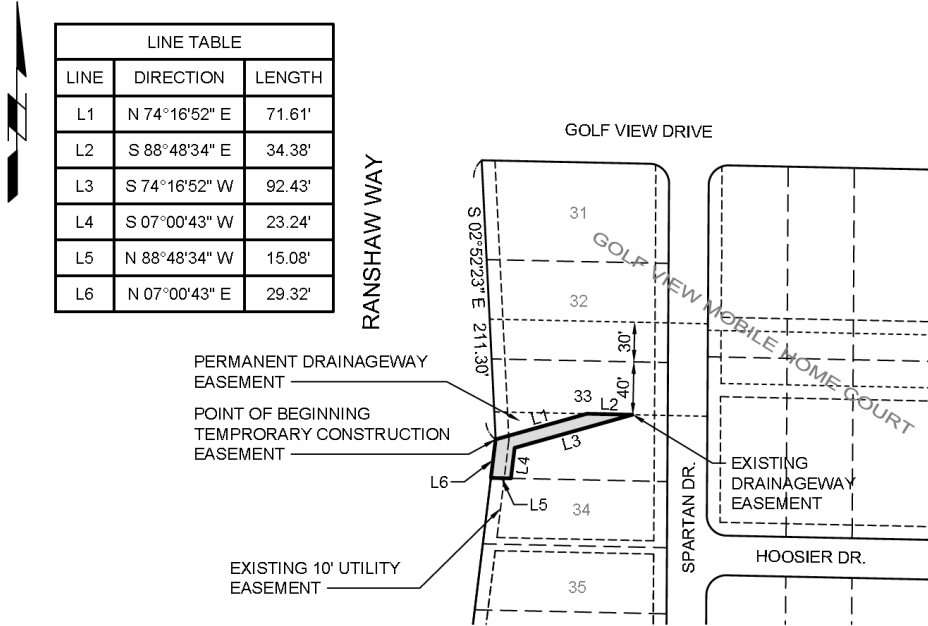 LINE TABLE
LINE DIRECTION LENGTH
L1 N 74°16'52" E 71.61'
L2 S 88°48'34" E 34.38'
L3 S 74°16'52" W 92.43'
L4 S 07°00'43" W 23.24'
L5 N 88°48'34" W 15.08'
L6 N 07°00'43" E 29.32'
RANSHAW WAY
GOLF VIEW DRIVE
S 02°52'23" E 211.30'
31
GOLF VIEW MOBILE HOME COURT
32
30'
40'
PERMANENT DRAINAGEWAY
EASEMENT
POINT OF BEGINNING
TEMPRORARY CONSTRUCTION
EASEMENT
33
L1
L2
L3
L4
L6
L5
34
EXISTING
DRAINAGEWAY
EASEMENT
SPARTAN DR.
HOOSIER DR.
EXISTING 10' UTILITY
EASEMENT
35